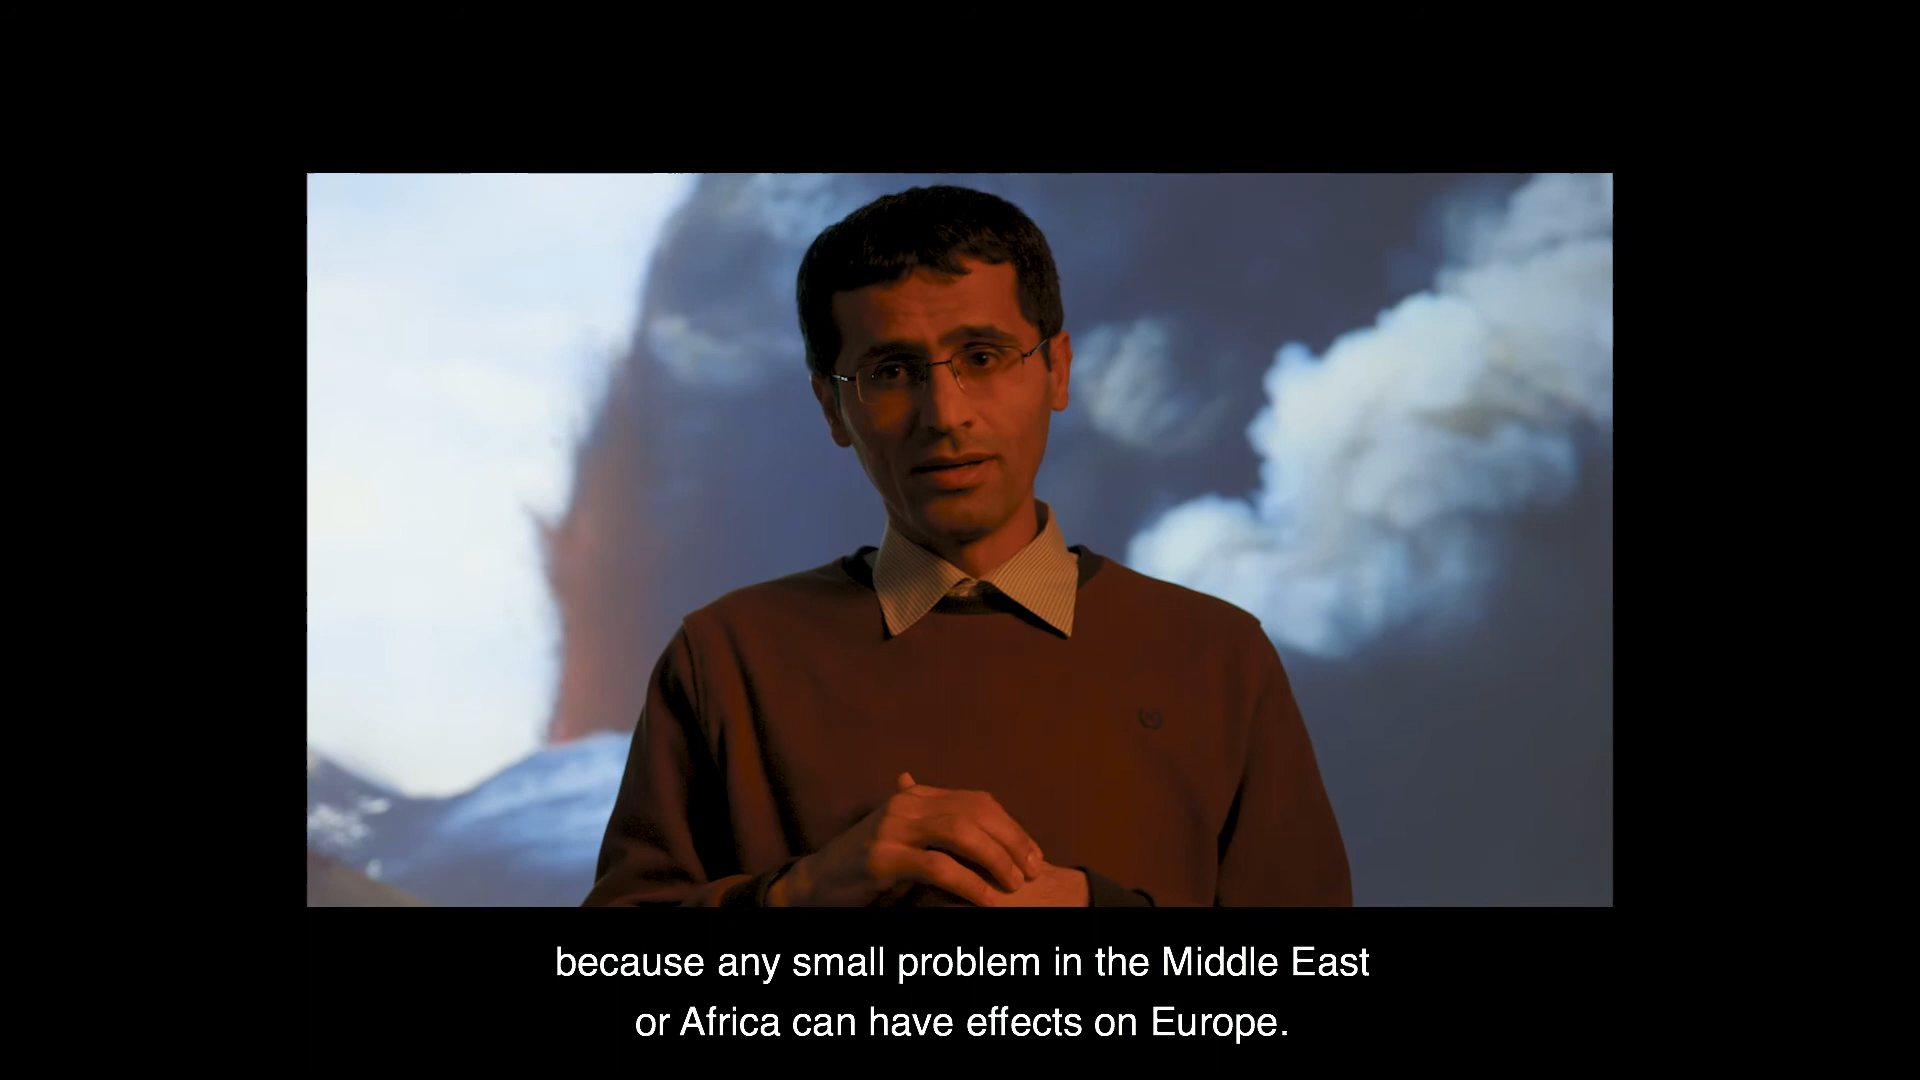 because any small problem in the Middle East
or Africa can have effects on Europe.